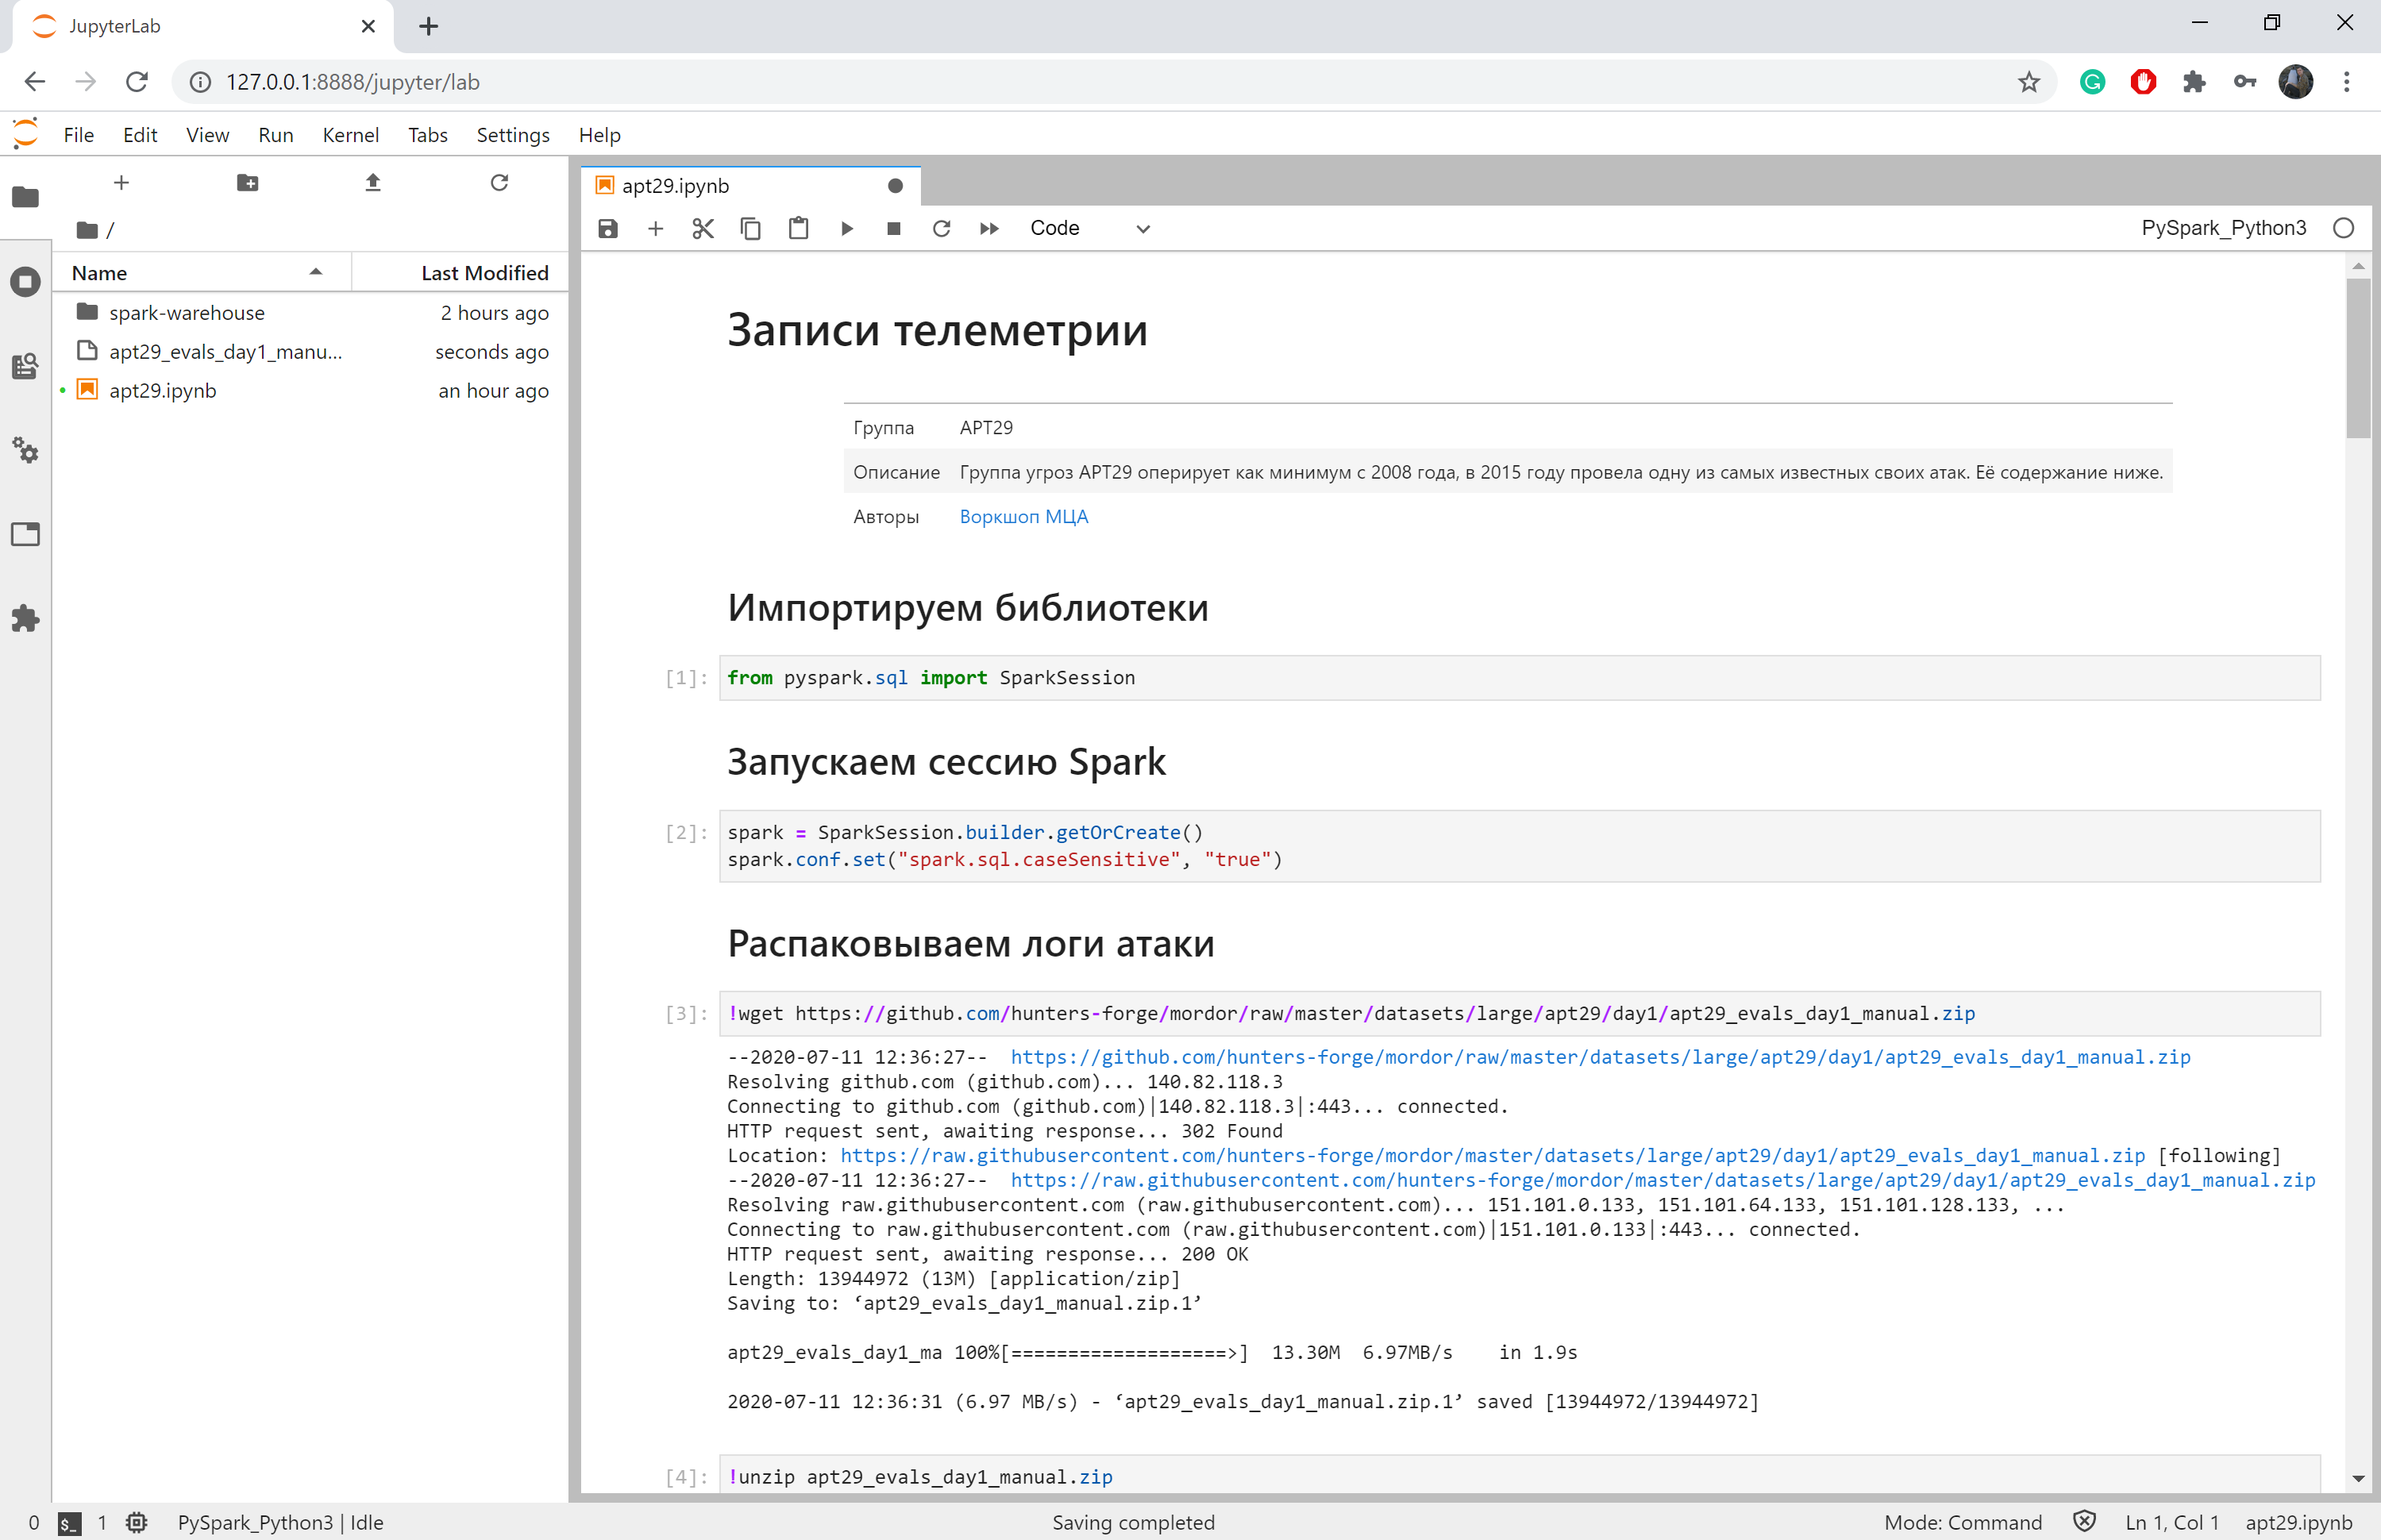 JupyterLab
127.0.0.1:8888/jupyter/lab
File Edit View Run Kernel Tabs Settings Help
/
Name Last Modified
spark-warehouse 2 hours ago
apt29_evals_day1_manu... seconds ago
apt29.ipynb an hour ago
apt29.ipynb
Code PySpark_Python3
Записи телеметрии
Группа APT29
Описание Группа угроз APT29 оперирует как минимум с 2008 года, в 2015 году провела одну из самых известных своих атак. Её содержание ниже.
Авторы Воркшоп МЦА
Импортируем библиотеки
[1]: from pyspark.sql import SparkSession
Запускаем сессию Spark
[2]: spark = SparkSession.builder.getOrCreate()
spark.conf.set("spark.sql.caseSensitive", "true")
Распаковываем логи атаки
[3]: !wget https://github.com/hunters-forge/mordor/raw/master/datasets/large/apt29/day1/apt29_evals_day1_manual.zip
--2020-07-11 12:36:27-- https://github.com/hunters-forge/mordor/raw/master/datasets/large/apt29/day1/apt29_evals_day1_manual.zip
Resolving github.com (github.com)... 140.82.118.3
Connecting to github.com (github.com)|140.82.118.3|:443... connected.
HTTP request sent, awaiting response... 302 Found
Location: https://raw.githubusercontent.com/hunters-forge/mordor/master/datasets/large/apt29/day1/apt29_evals_day1_manual.zip [following]
--2020-07-11 12:36:27-- https://raw.githubusercontent.com/hunters-forge/mordor/master/datasets/large/apt29/day1/apt29_evals_day1_manual.zip
Resolving raw.githubusercontent.com (raw.githubusercontent.com)... 151.101.0.133, 151.101.64.133, 151.101.128.133, ...
Connecting to raw.githubusercontent.com (raw.githubusercontent.com)|151.101.0.133|:443... connected.
HTTP request sent, awaiting response... 200 OK
Length: 13944972 (13M) [application/zip]
Saving to: ‘apt29_evals_day1_manual.zip.1’
apt29_evals_day1_ma 100%[===================>] 13.30M 6.97MB/s in 1.9s
2020-07-11 12:36:31 (6.97 MB/s) - ‘apt29_evals_day1_manual.zip.1’ saved [13944972/13944972]
[4]: !unzip apt29_evals_day1_manual.zip
0 $_ 1 PySpark_Python3 | Idle Saving completed Mode: Command Ln 1, Col 1 apt29.ipynb